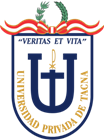 "VERITAS ET VITA"
UNIVERSIDAD PRIVADA DE TACNA